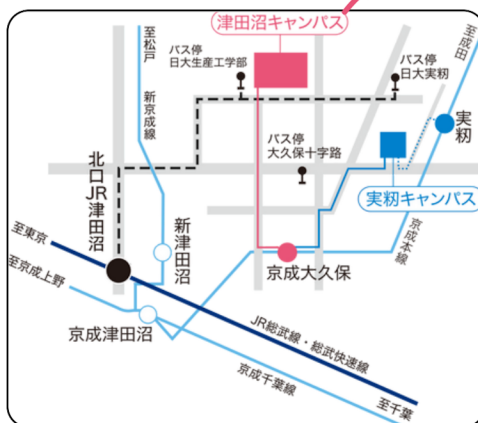 津田沼キャンパス
至松戸
新京成線
バス停
日大生産工学部
バス停
日大実籾
至成田
実籾
バス停
大久保十字路
実籾キャンパス
京成本線
北口JR津田沼
新津田沼
至東京
至京成上野
京成大久保
京成津田沼
JR総武線・総武快速線
京成千葉線
至千葉